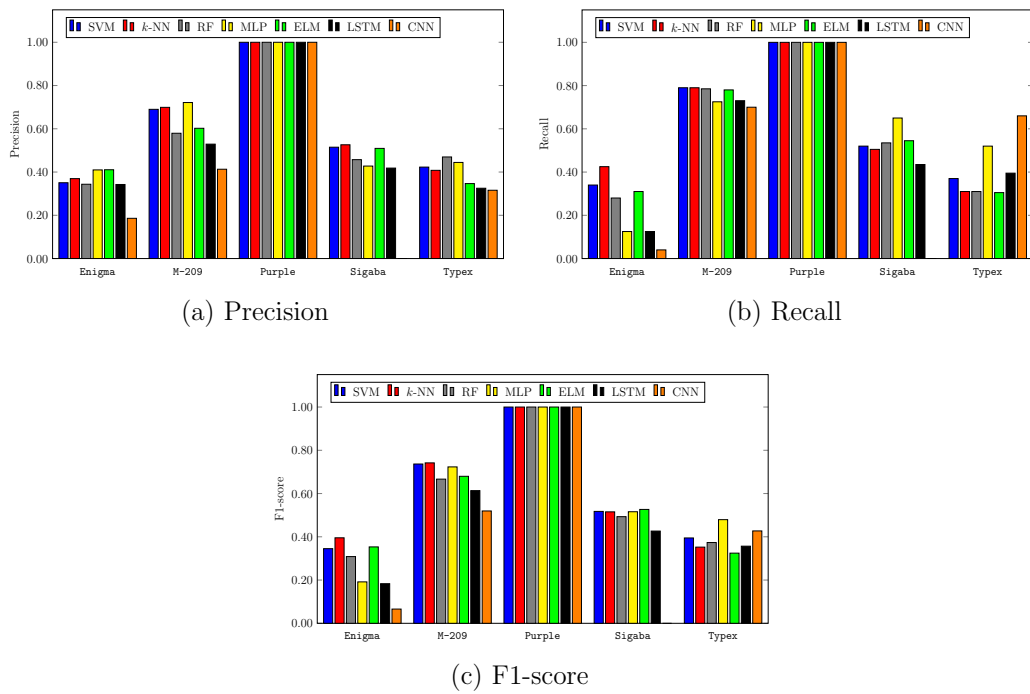 SVM k-NN RF MLP ELM LSTM CNN
1.00
0.80
0.60
0.40
0.20
0.00
Precision
Enigma M-209 Purple Sigaba Typex
(a) Precision
SVM k-NN RF MLP ELM LSTM CNN
1.00
0.80
0.60
0.40
0.20
0.00
Recall
Enigma M-209 Purple Sigaba Typex
(b) Recall
SVM k-NN RF MLP ELM LSTM CNN
1.00
0.80
0.60
0.40
0.20
0.00
F1-score
Enigma M-209 Purple Sigaba Typex
(c) F1-score